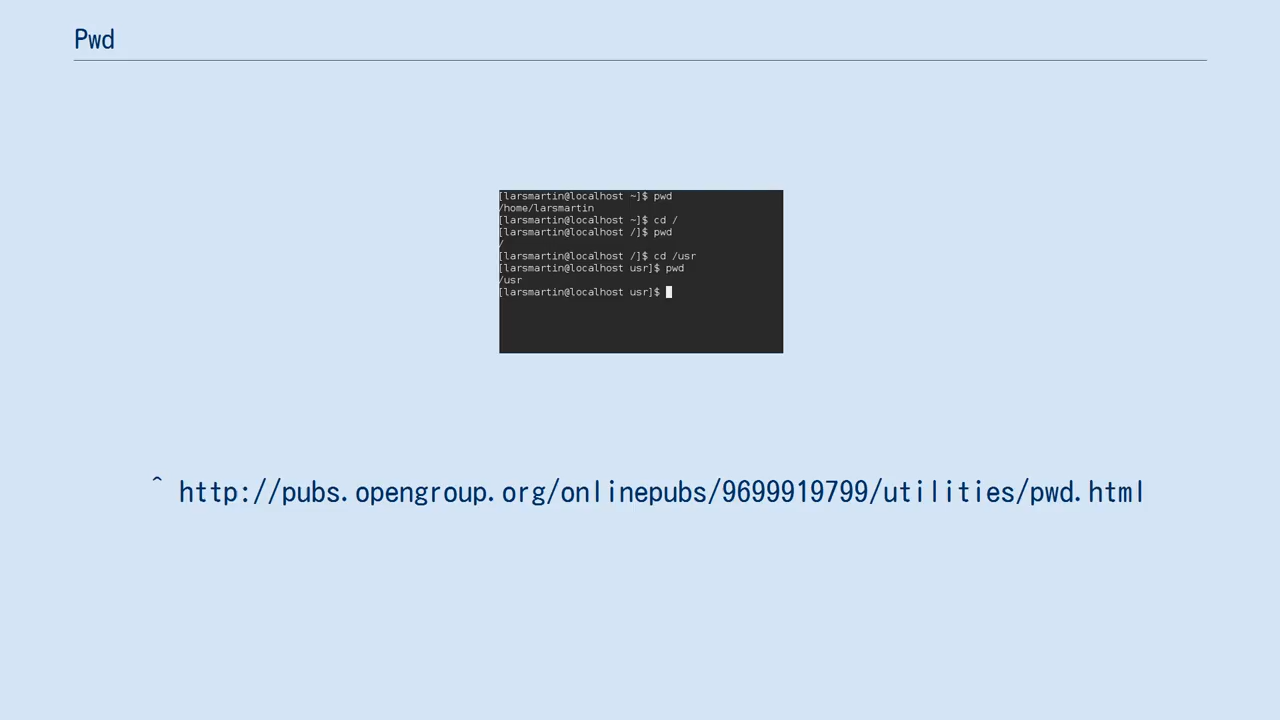 Pwd
[larsmartin@localhost ~]$ pwd
/home/larsmartin
[larsmartin@localhost ~]$ cd /
[larsmartin@localhost /]$ pwd
/
[larsmartin@localhost /]$ cd /usr
[larsmartin@localhost usr]$ pwd
/usr
[larsmartin@localhost usr]$
^ http://pubs.opengroup.org/onlinepubs/9699919799/utilities/pwd.html